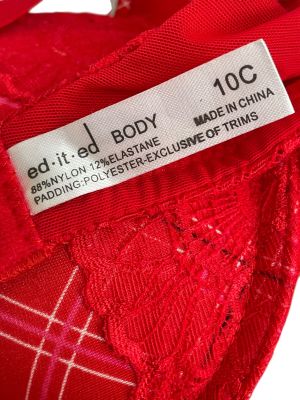 ed•it•ed BODY 10C
88%NYLON 12%ELASTANE MADE IN CHINA
PADDING:POLYESTER-EXCLUSIVE OF TRIMS